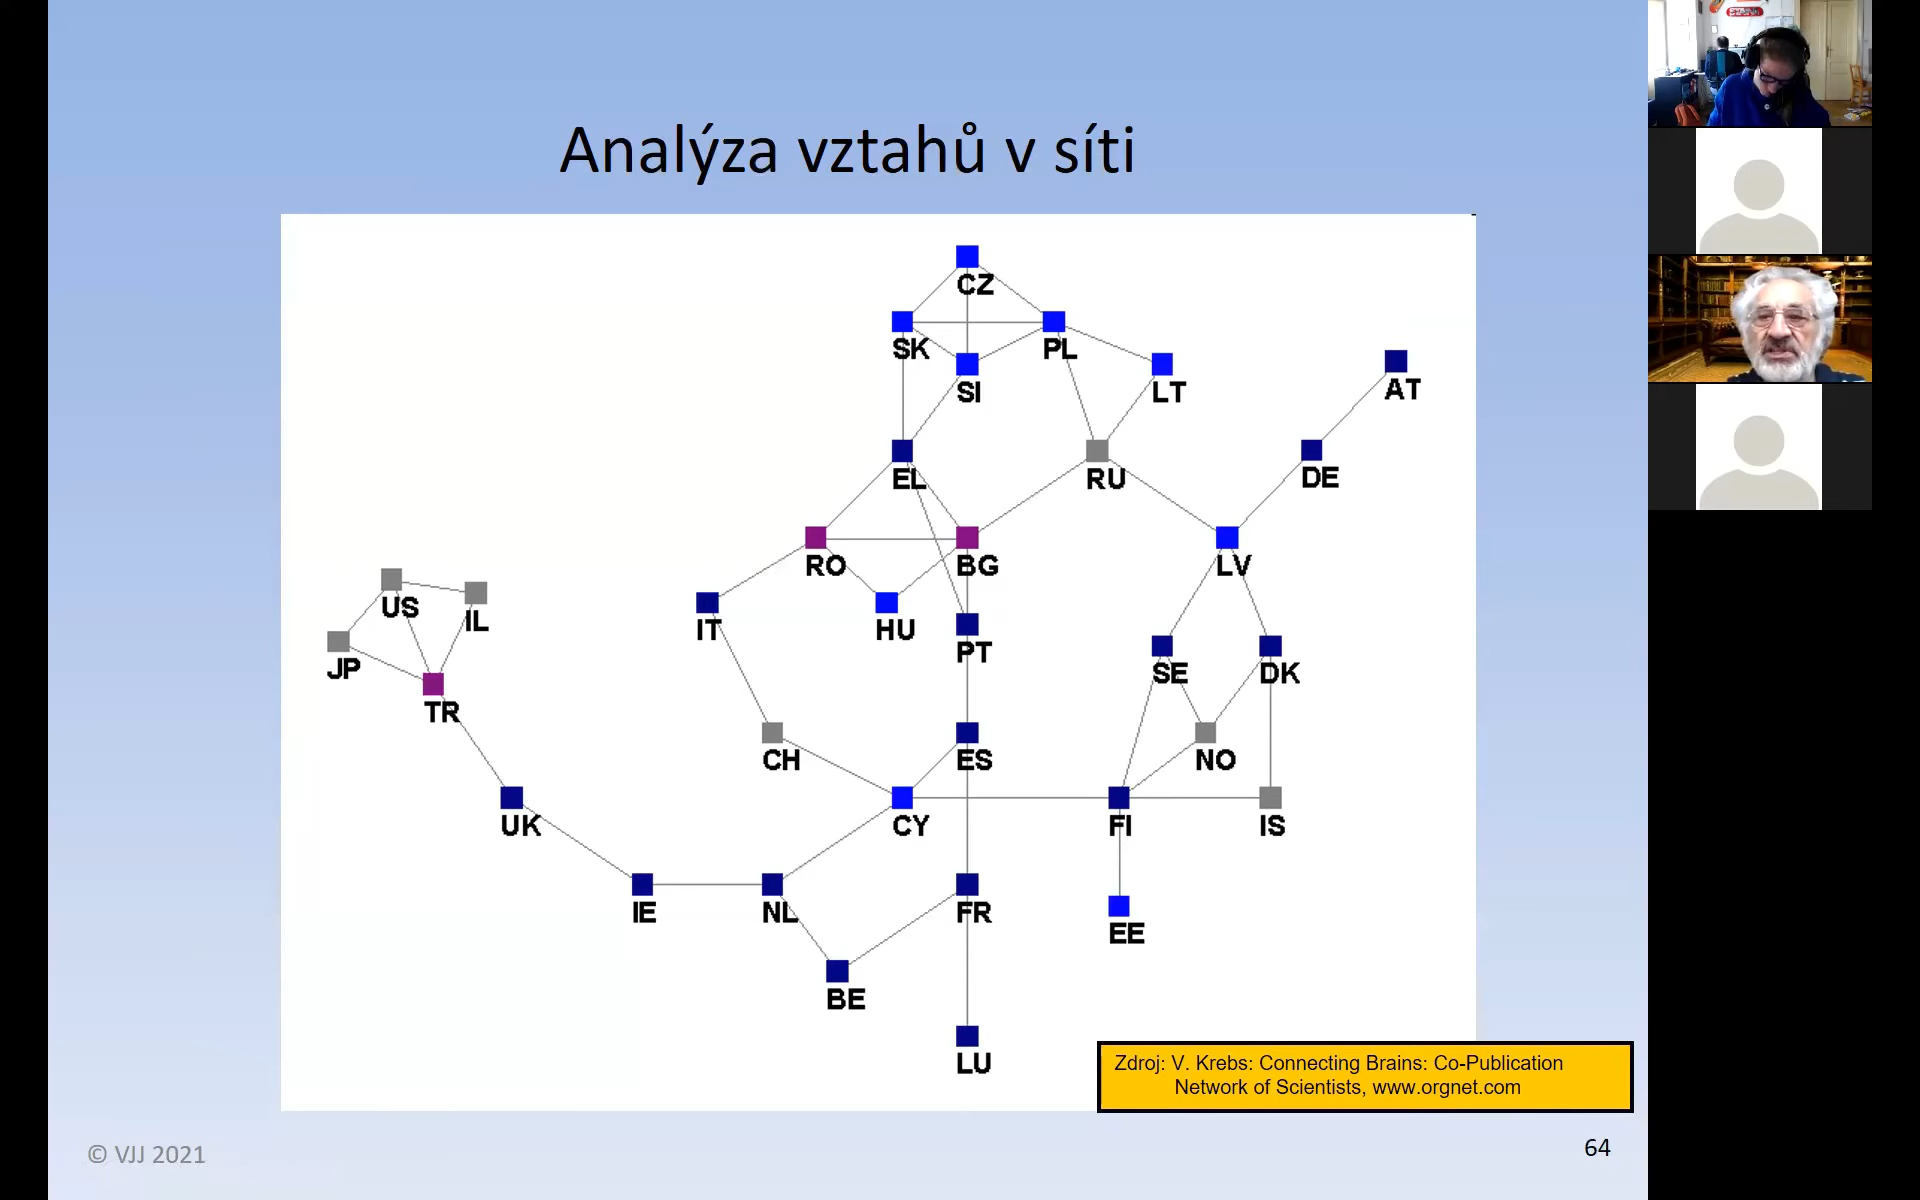 Analýza vztahů v síti
CZ
SK
PL
SI
LT
AT
EL
RU
DE
RO
BG
LV
US
IL
IT
HU
PT
JP
SE
DK
TR
CH
ES
NO
UK
CY
FI
IS
IE
NL
FR
EE
BE
LU
Zdroj: V. Krebs: Connecting Brains: Co-Publication
Network of Scientists, www.orgnet.com
© VJJ 2021
64